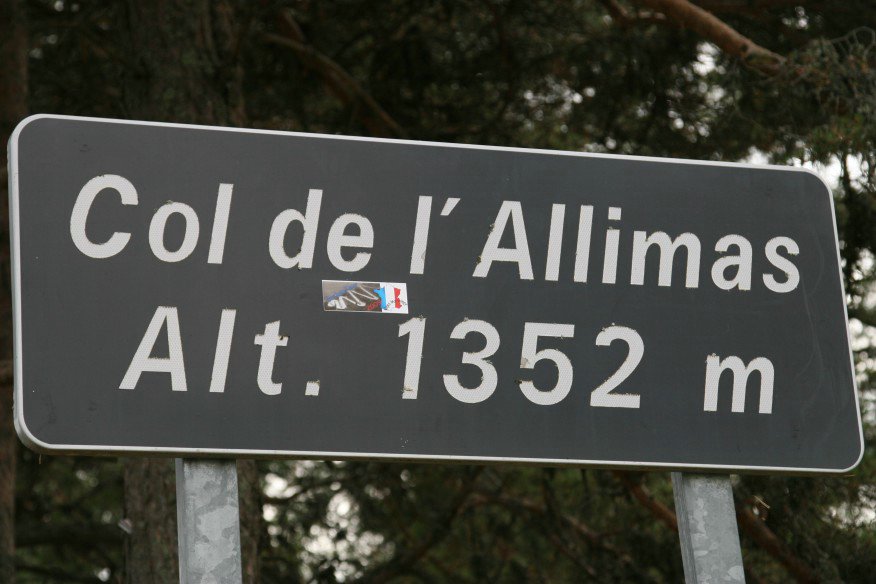 Col de l'Allimas
Alt. 1352 m